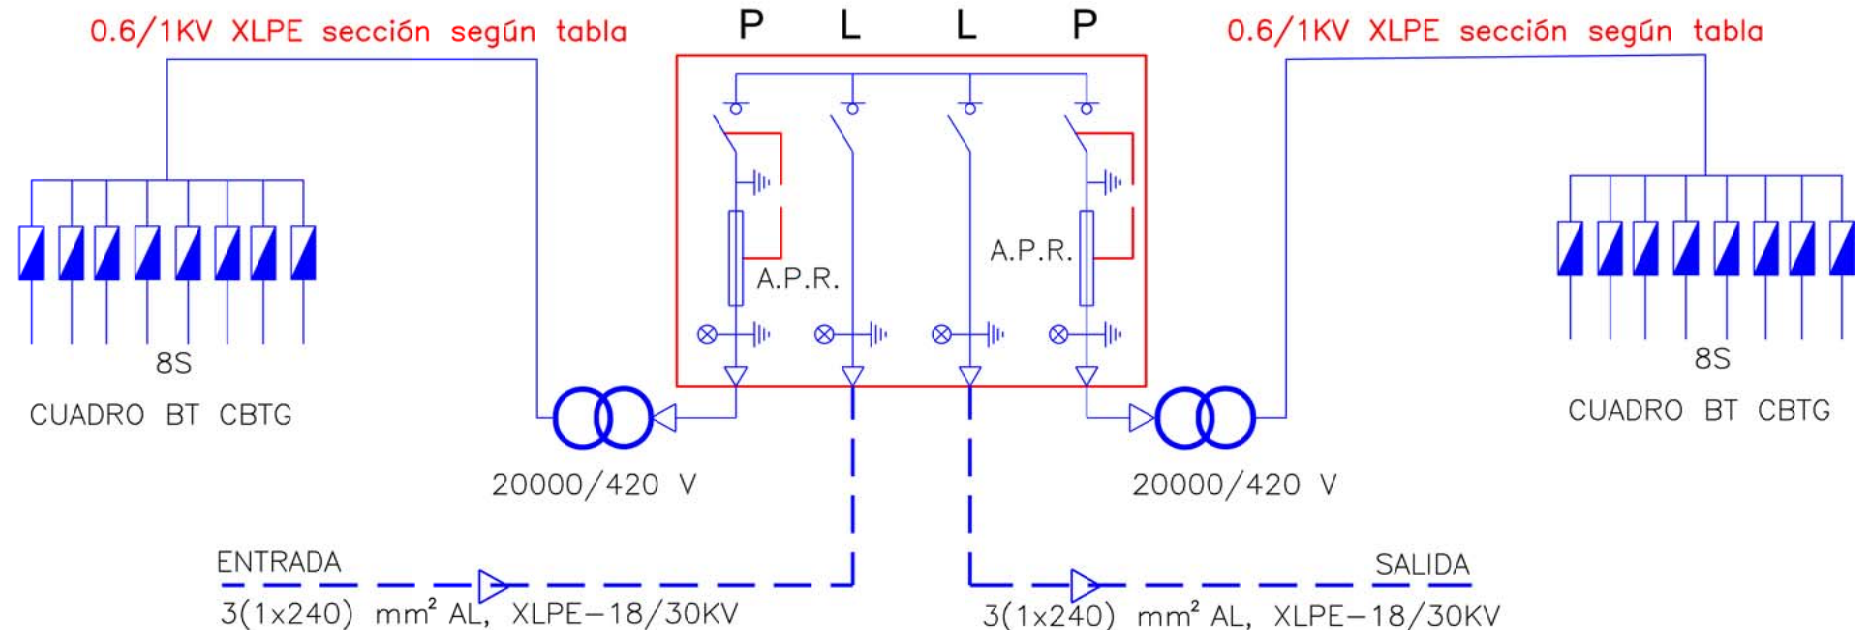 0.6/1KV XLPE sección según tabla
P L L P
0.6/1KV XLPE sección según tabla
A.P.R.
A.P.R.
8S
CUADRO BT CBTG
8S
CUADRO BT CBTG
20000/420 V
20000/420 V
ENTRADA
3(1x240) mm² AL, XLPE-18/30KV
SALIDA
3(1x240) mm² AL, XLPE-18/30KV